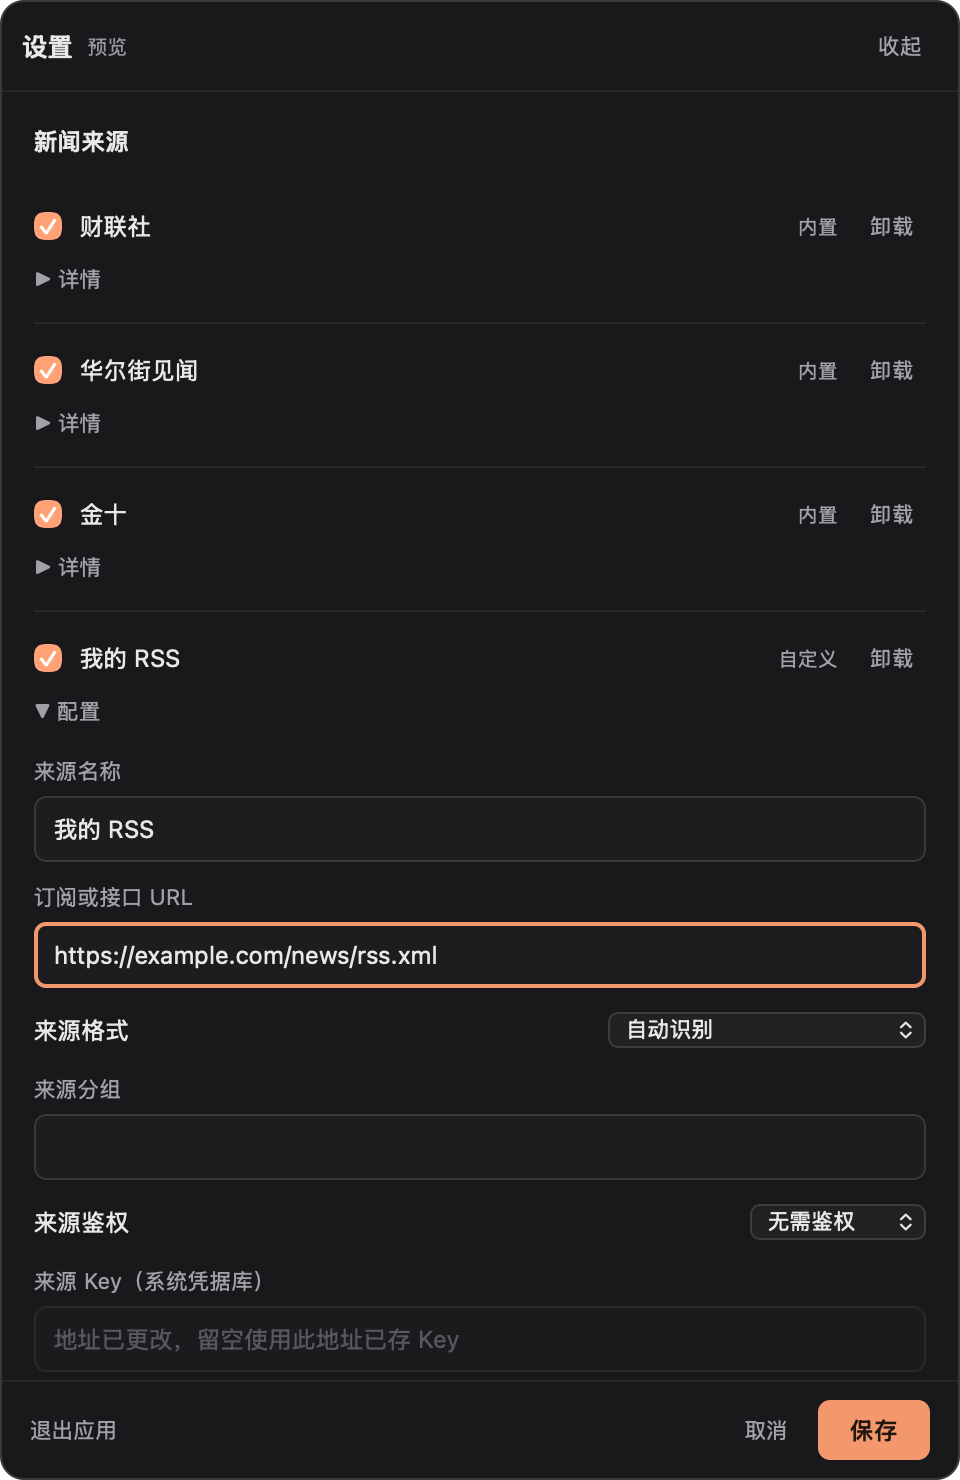 设置 预览 收起
新闻来源
财联社 内置 卸载
详情
华尔街见闻 内置 卸载
详情
金十 内置 卸载
详情
我的 RSS 自定义 卸载
配置
来源名称
我的 RSS
订阅或接口 URL
https://example.com/news/rss.xml
来源格式 自动识别
来源分组
来源鉴权 无需鉴权
来源 Key（系统凭据库）
地址已更改，留空使用此地址已存 Key
退出应用 取消 保存